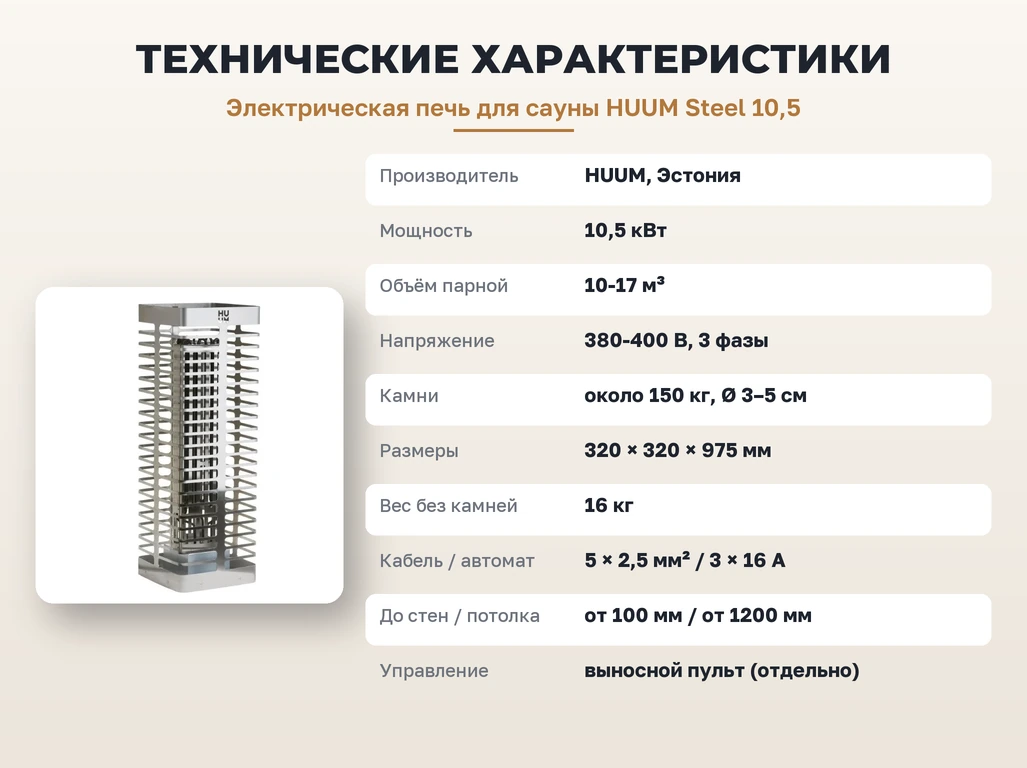 ТЕХНИЧЕСКИЕ ХАРАКТЕРИСТИКИ
Электрическая печь для сауны HUUM Steel 10,5
Производитель HUUM, Эстония
Мощность 10,5 кВт
Объём парной 10-17 м³
Напряжение 380-400 В, 3 фазы
Камни около 150 кг, Ø 3–5 см
Размеры 320 × 320 × 975 мм
Вес без камней 16 кг
Кабель / автомат 5 × 2,5 мм² / 3 × 16 А
До стен / потолка от 100 мм / от 1200 мм
Управление выносной пульт (отдельно)
HU
UM